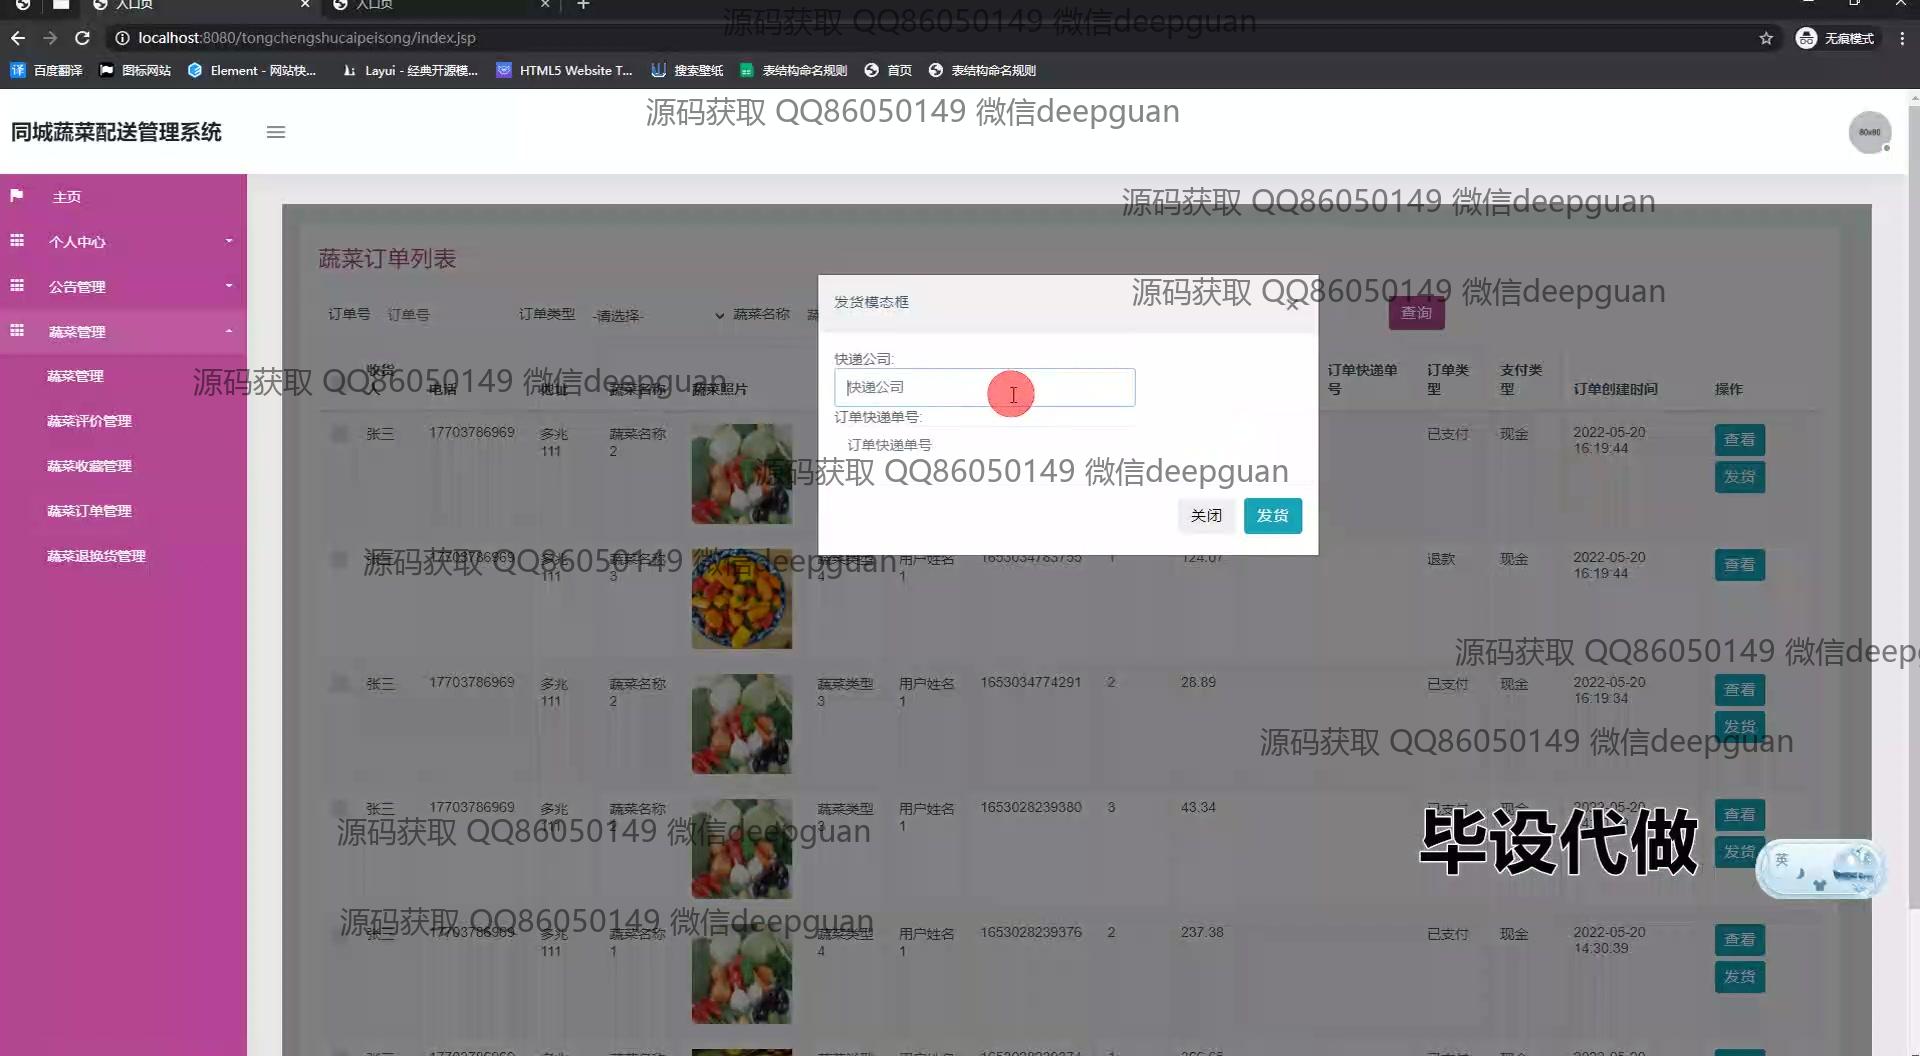 入口页
入口页
源码获取 QQ86050149 微信deepguan
localhost:8080/tongchengshucaipeisong/index.jsp
无痕模式
百度翻译 图标网站 Element - 网站快... Layui - 经典开源模... HTML5 Website T... 搜索壁纸 表结构命名规则 首页 表结构命名规则
源码获取 QQ86050149 微信deepguan
同城蔬菜配送管理系统
80x80
主页
源码获取 QQ86050149 微信deepguan
个人中心
蔬菜订单列表
公告管理
源码获取 QQ86050149 微信deepguan
发货模态框
订单号 订单号 订单类型 -请选择- 蔬菜名称 蔬
查询
蔬菜管理
快递公司:
快递公司
订单快递单号:
订单快递单号
关闭 发货
蔬菜管理
源码获取 QQ86050149 微信deepguan
收货人 电话 地址 蔬菜名称 蔬菜照片 订单快递单号 订单类型 支付类型 订单创建时间 操作
蔬菜评价管理
张三 17703786969 多兆111 蔬菜名称2 已支付 现金 2022-05-20 16:19:44 查看 发货
蔬菜收藏管理
源码获取 QQ86050149 微信deepguan
蔬菜订单管理
蔬菜退换货管理
源码获取 QQ86050149 微信deepguan
张三 17703786969 多兆111 蔬菜名称3 蔬菜类型4 用户姓名1 1653034783755 1 124.07 退款 现金 2022-05-20 16:19:44 查看
源码获取 QQ86050149 微信deep
张三 17703786969 多兆111 蔬菜名称2 蔬菜类型3 用户姓名1 1653034774291 2 28.89 已支付 现金 2022-05-20 16:19:34 查看 发货
源码获取 QQ86050149 微信deepguan
张三 17703786969 多兆111 蔬菜名称2 蔬菜类型3 用户姓名1 1653028239380 3 43.34 已支付 现金 2022-05-20 查看 发货
源码获取 QQ86050149 微信deepguan
毕设代做
英
源码获取 QQ86050149 微信deepguan
张三 17703786969 多兆111 蔬菜名称1 蔬菜类型4 用户姓名1 1653028239376 2 237.38 已支付 现金 2022-05-20 14:30:39 查看 发货